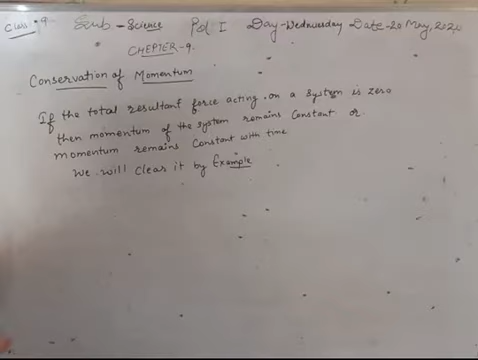 Class:-9 Sub-Science Pd I Day-Wednesday Date-20 May, 2020
CHEPTER-9.
Conservation of Momentum
If the total resultant force acting on a system is zero
then momentum of the system remains Constant or
momentum remains Constant with time
We will clear it by Example